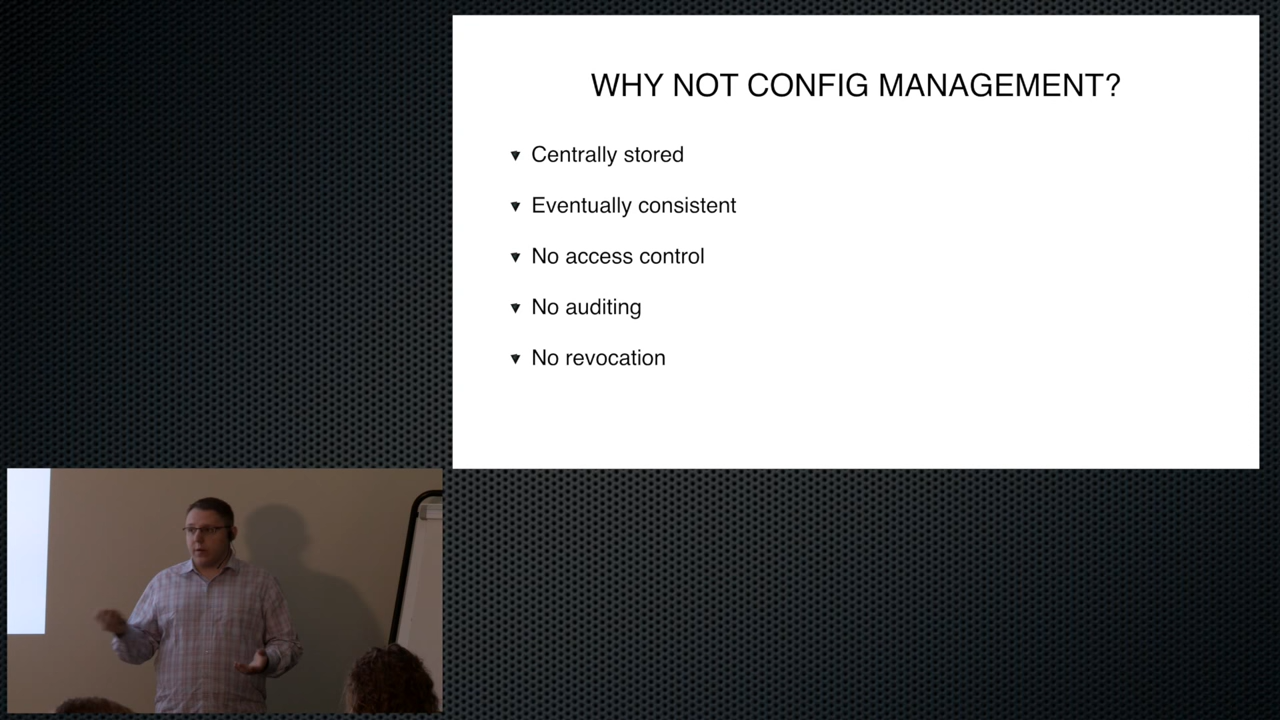 WHY NOT CONFIG MANAGEMENT?
Centrally stored
Eventually consistent
No access control
No auditing
No revocation